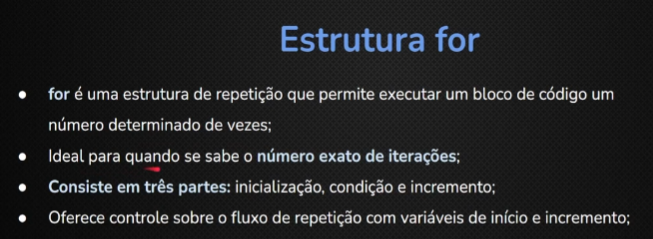 Estrutura for
● for é uma estrutura de repetição que permite executar um bloco de código um
número determinado de vezes;
● Ideal para quando se sabe o número exato de iterações;
● Consiste em três partes: inicialização, condição e incremento;
● Oferece controle sobre o fluxo de repetição com variáveis de início e incremento;